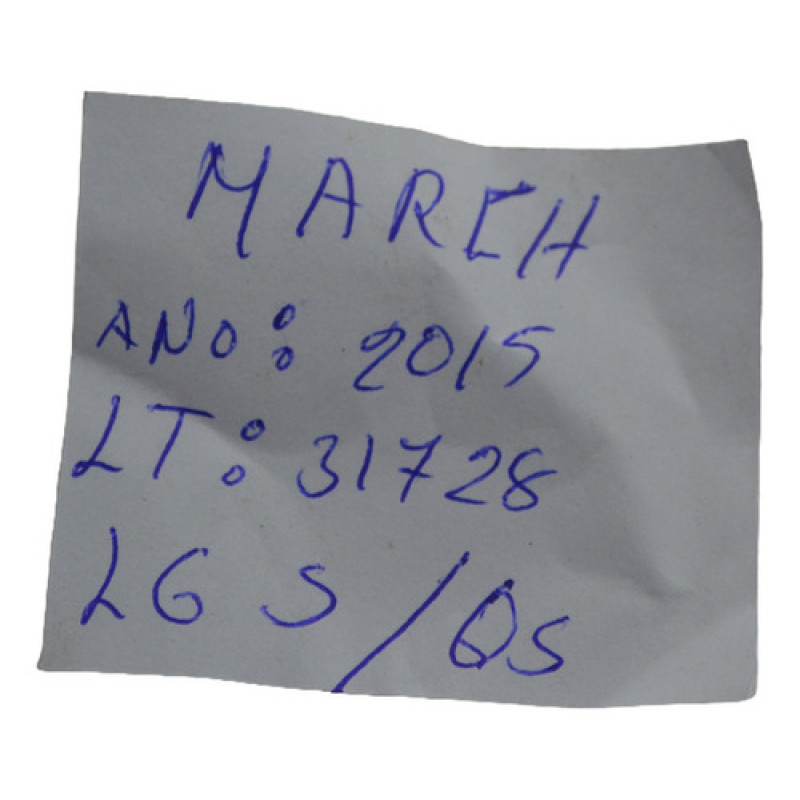 MARCH
ANO: 2015
LT: 31728
LG S/QS